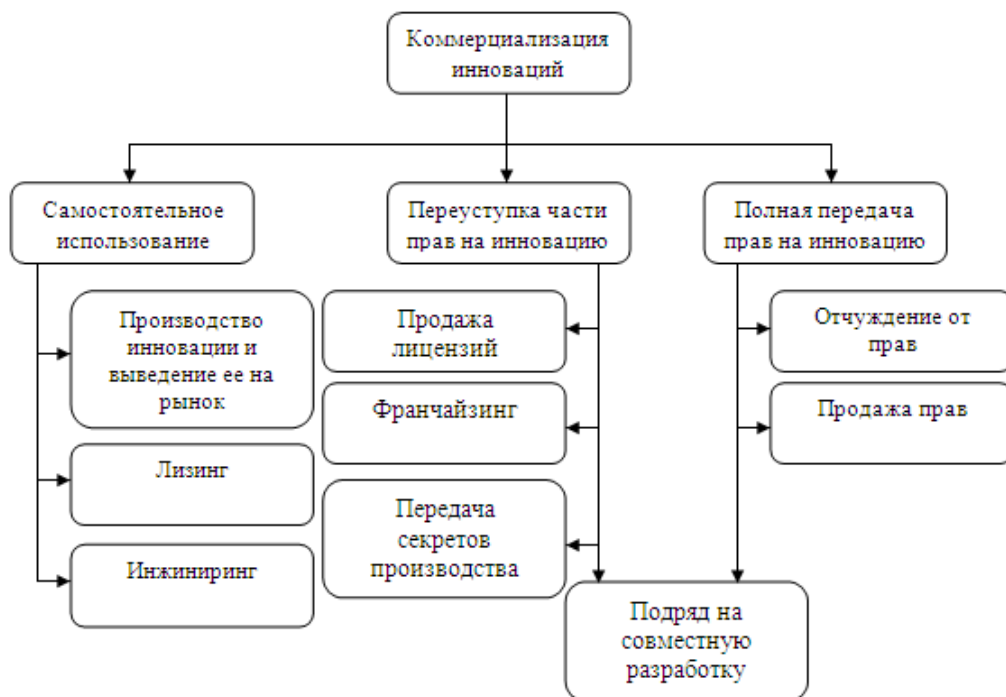 Коммерциализация
инноваций
Самостоятельное
использование
Переуступка части
прав на инновацию
Полная передача
прав на инновацию
Производство
инновации и
выведение ее на
рынок
Лизинг
Инжиниринг
Продажа
лицензий
Франчайзинг
Передача
секретов
производства
Отчуждение от
прав
Продажа прав
Подряд на
совместную
разработку